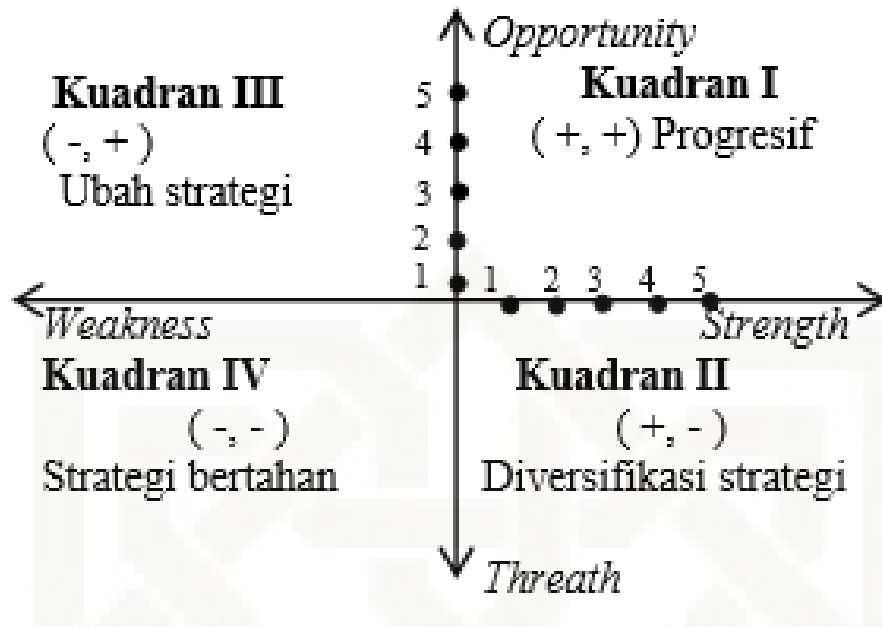 Opportunity
Kuadran III
( -, + )
Ubah strategi
Kuadran I
( +, +) Progresif
5
4
3
2
1
1 2 3 4 5
Weakness
Strength
Kuadran IV
( -, - )
Strategi bertahan
Kuadran II
( +, - )
Diversifikasi strategi
Threath